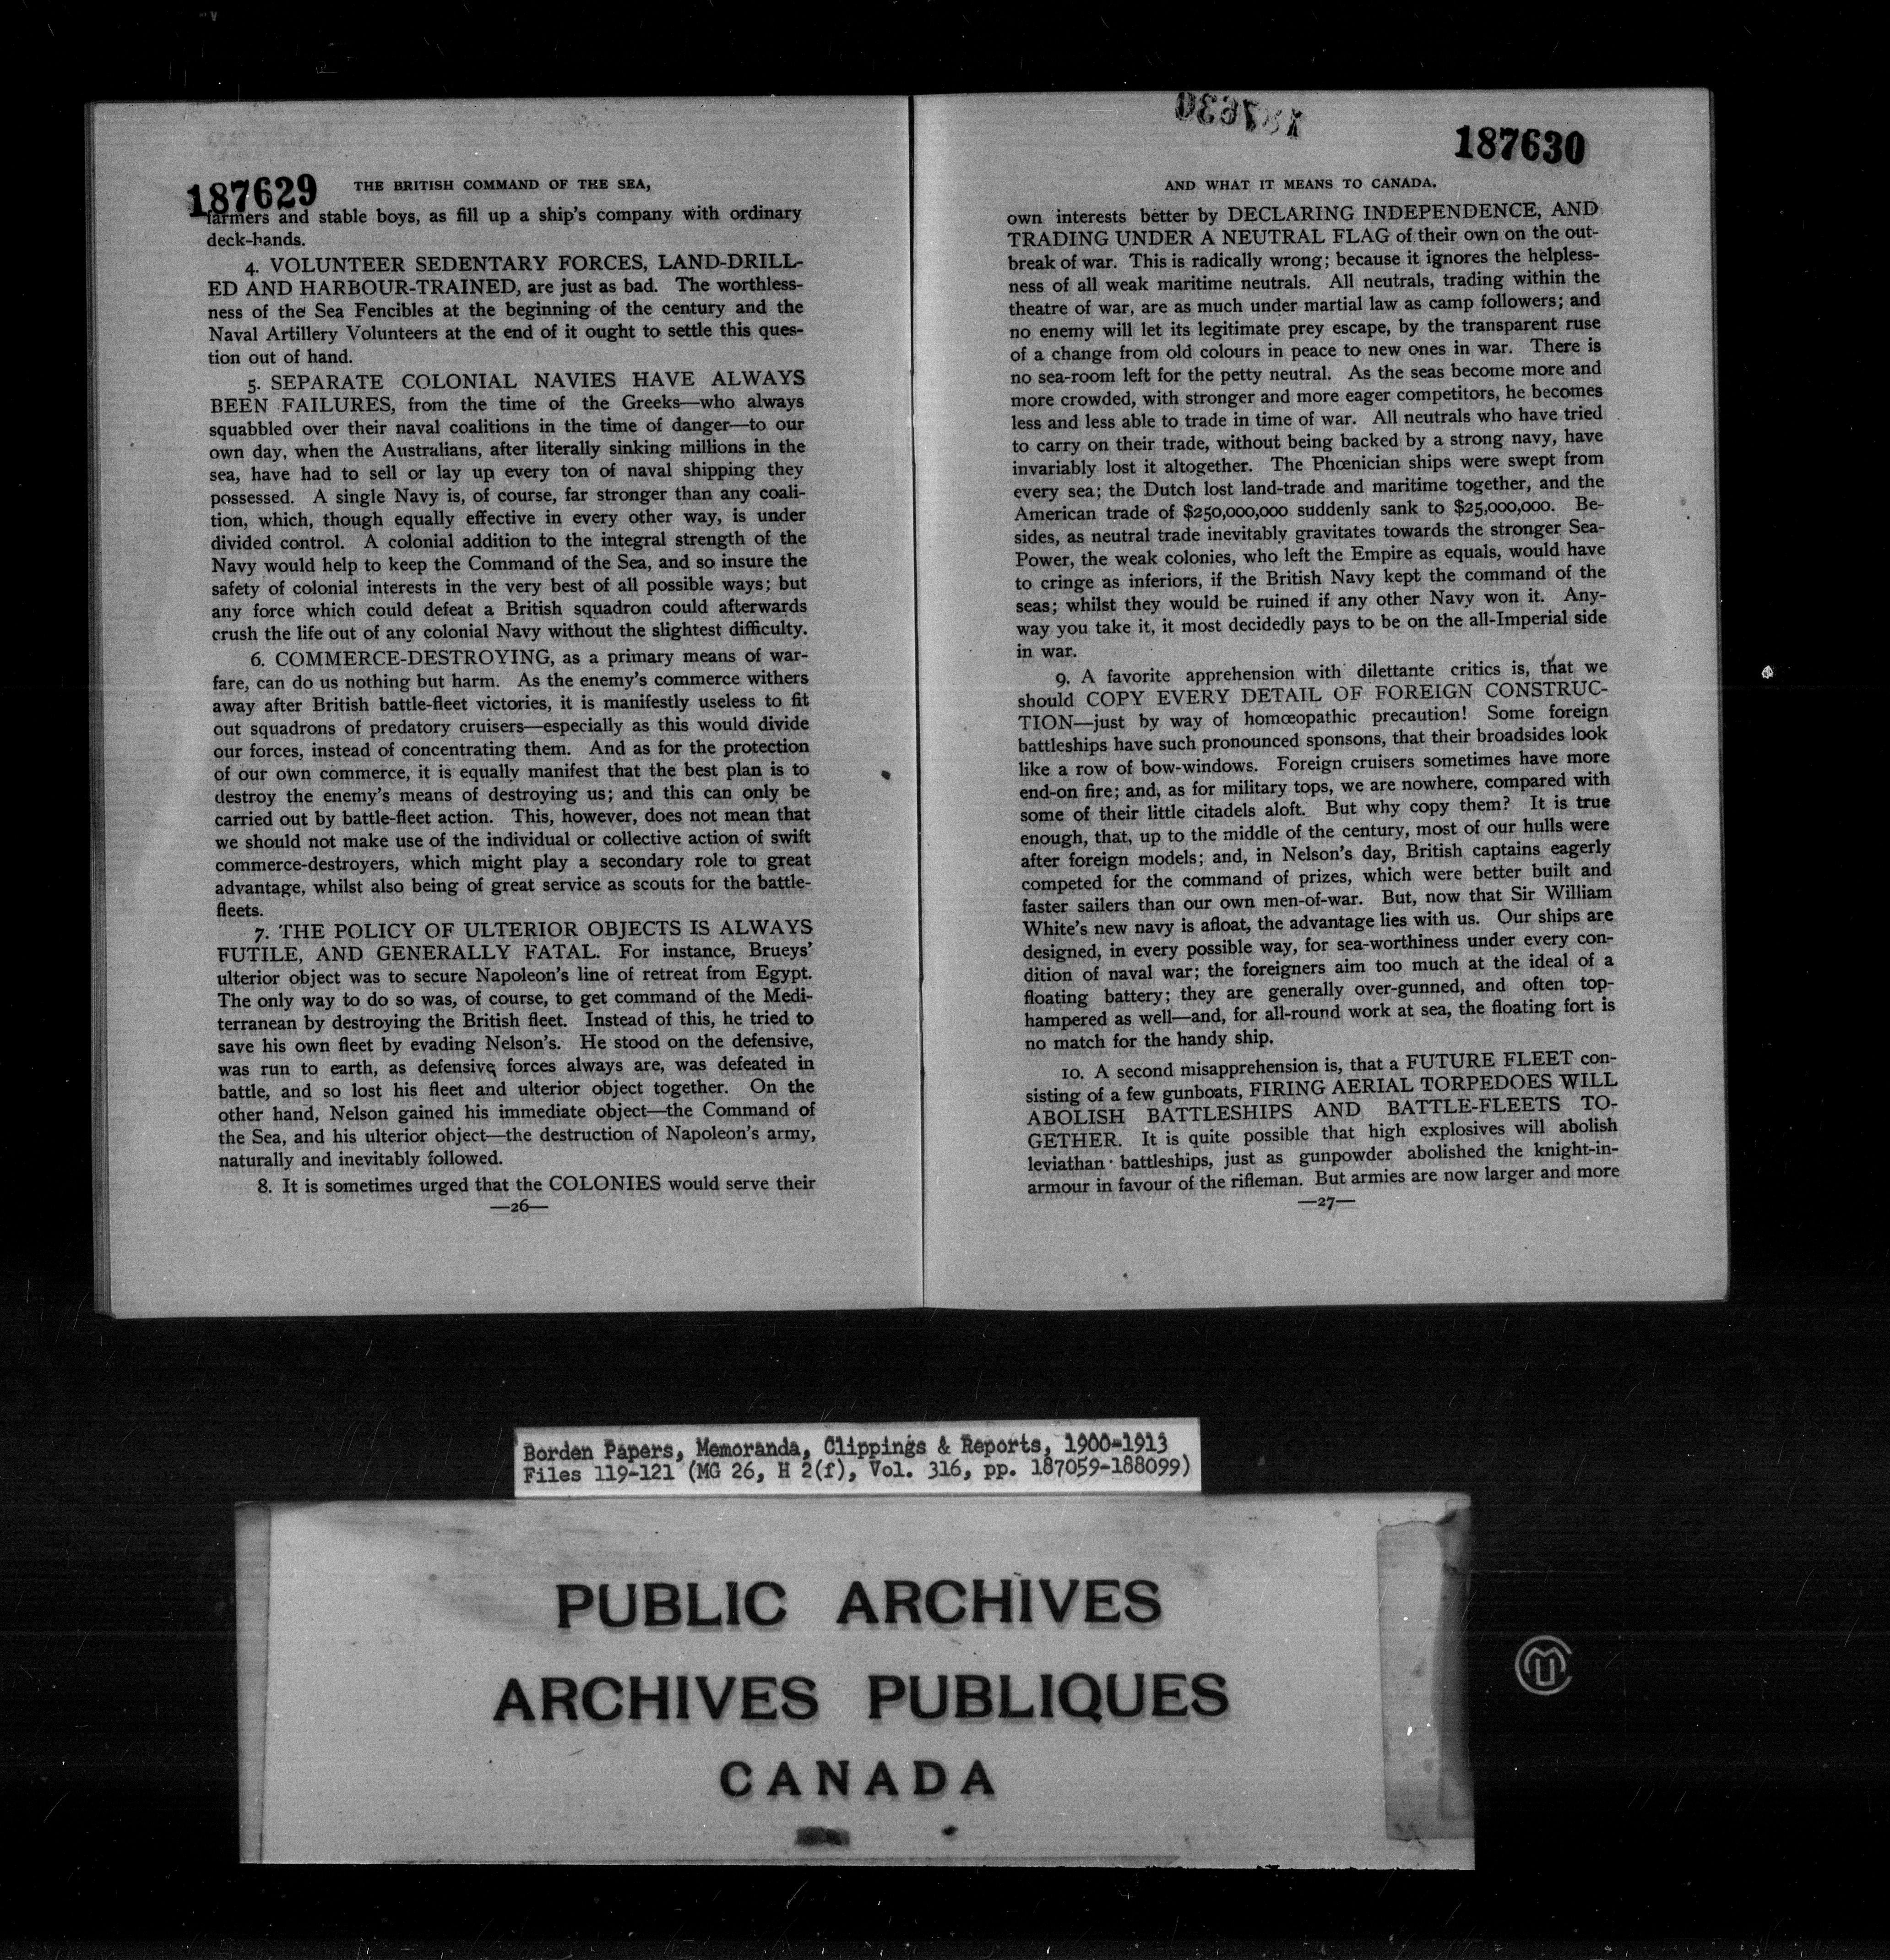 187629
THE BRITISH COMMAND OF THE SEA,
farmers and stable boys, as fill up a ship's company with ordinary
deck-hands.
4. VOLUNTEER SEDENTARY FORCES, LAND-DRILL-
ED AND HARBOUR-TRAINED, are just as bad. The worthless-
ness of the Sea Fencibles at the beginning of the century and the
Naval Artillery Volunteers at the end of it ought to settle this ques-
tion out of hand.
5. SEPARATE COLONIAL NAVIES HAVE ALWAYS
BEEN FAILURES, from the time of the Greeks—who always
squabbled over their naval coalitions in the time of danger—to our
own day, when the Australians, after literally sinking millions in the
sea, have had to sell or lay up every ton of naval shipping they
possessed. A single Navy is, of course, far stronger than any coali-
tion, which, though equally effective in every other way, is under
divided control. A colonial addition to the integral strength of the
Navy would help to keep the Command of the Sea, and so insure the
safety of colonial interests in the very best of all possible ways; but
any force which could defeat a British squadron could afterwards
crush the life out of any colonial Navy without the slightest difficulty.
6. COMMERCE-DESTROYING, as a primary means of war-
fare, can do us nothing but harm. As the enemy's commerce withers
away after British battle-fleet victories, it is manifestly useless to fit
out squadrons of predatory cruisers—especially as this would divide
our forces, instead of concentrating them. And as for the protection
of our own commerce, it is equally manifest that the best plan is to
destroy the enemy's means of destroying us; and this can only be
carried out by battle-fleet action. This, however, does not mean that
we should not make use of the individual or collective action of swift
commerce-destroyers, which might play a secondary role to great
advantage, whilst also being of great service as scouts for the battle-
fleets.
7. THE POLICY OF ULTERIOR OBJECTS IS ALWAYS
FUTILE, AND GENERALLY FATAL. For instance, Brueys'
ulterior object was to secure Napoleon's line of retreat from Egypt.
The only way to do so was, of course, to get command of the Medi-
terranean by destroying the British fleet. Instead of this, he tried to
save his own fleet by evading Nelson's. He stood on the defensive,
was run to earth, as defensive forces always are, was defeated in
battle, and so lost his fleet and ulterior object together. On the
other hand, Nelson gained his immediate object—the Command of
the Sea, and his ulterior object—the destruction of Napoleon's army,
naturally and inevitably followed.
8. It is sometimes urged that the COLONIES would serve their
—26—
187630
187630
AND WHAT IT MEANS TO CANADA.
own interests better by DECLARING INDEPENDENCE, AND
TRADING UNDER A NEUTRAL FLAG of their own on the out-
break of war. This is radically wrong; because it ignores the helpless-
ness of all weak maritime neutrals. All neutrals, trading within the
theatre of war, are as much under martial law as camp followers; and
no enemy will let its legitimate prey escape, by the transparent ruse
of a change from old colours in peace to new ones in war. There is
no sea-room left for the petty neutral. As the seas become more and
more crowded, with stronger and more eager competitors, he becomes
less and less able to trade in time of war. All neutrals who have tried
to carry on their trade, without being backed by a strong navy, have
invariably lost it altogether. The Phœnician ships were swept from
every sea; the Dutch lost land-trade and maritime together, and the
American trade of $250,000,000 suddenly sank to $25,000,000. Be-
sides, as neutral trade inevitably gravitates towards the stronger Sea-
Power, the weak colonies, who left the Empire as equals, would have
to cringe as inferiors, if the British Navy kept the command of the
seas; whilst they would be ruined if any other Navy won it. Any-
way you take it, it most decidedly pays to be on the all-Imperial side
in war.
9. A favorite apprehension with dilettante critics is, that we
should COPY EVERY DETAIL OF FOREIGN CONSTRUC-
TION—just by way of homœopathic precaution! Some foreign
battleships have such pronounced sponsons, that their broadsides look
like a row of bow-windows. Foreign cruisers sometimes have more
end-on fire; and, as for military tops, we are nowhere, compared with
some of their little citadels aloft. But why copy them? It is true
enough, that, up to the middle of the century, most of our hulls were
after foreign models; and, in Nelson's day, British captains eagerly
competed for the command of prizes, which were better built and
faster sailers than our own men-of-war. But, now that Sir William
White's new navy is afloat, the advantage lies with us. Our ships are
designed, in every possible way, for sea-worthiness under every con-
dition of naval war; the foreigners aim too much at the ideal of a
floating battery; they are generally over-gunned, and often top-
hampered as well—and, for all-round work at sea, the floating fort is
no match for the handy ship.
10. A second misapprehension is, that a FUTURE FLEET con-
sisting of a few gunboats, FIRING AERIAL TORPEDOES WILL
ABOLISH BATTLESHIPS AND BATTLE-FLEETS TO-
GETHER. It is quite possible that high explosives will abolish
leviathan battleships, just as gunpowder abolished the knight-in-
armour in favour of the rifleman. But armies are now larger and more
—27—
Borden Papers, Memoranda, Clippings & Reports, 1900-1913
Files 119-121 (MG 26, H 2(f), Vol. 316, pp. 187059-188099)
PUBLIC ARCHIVES
ARCHIVES PUBLIQUES
CANADA